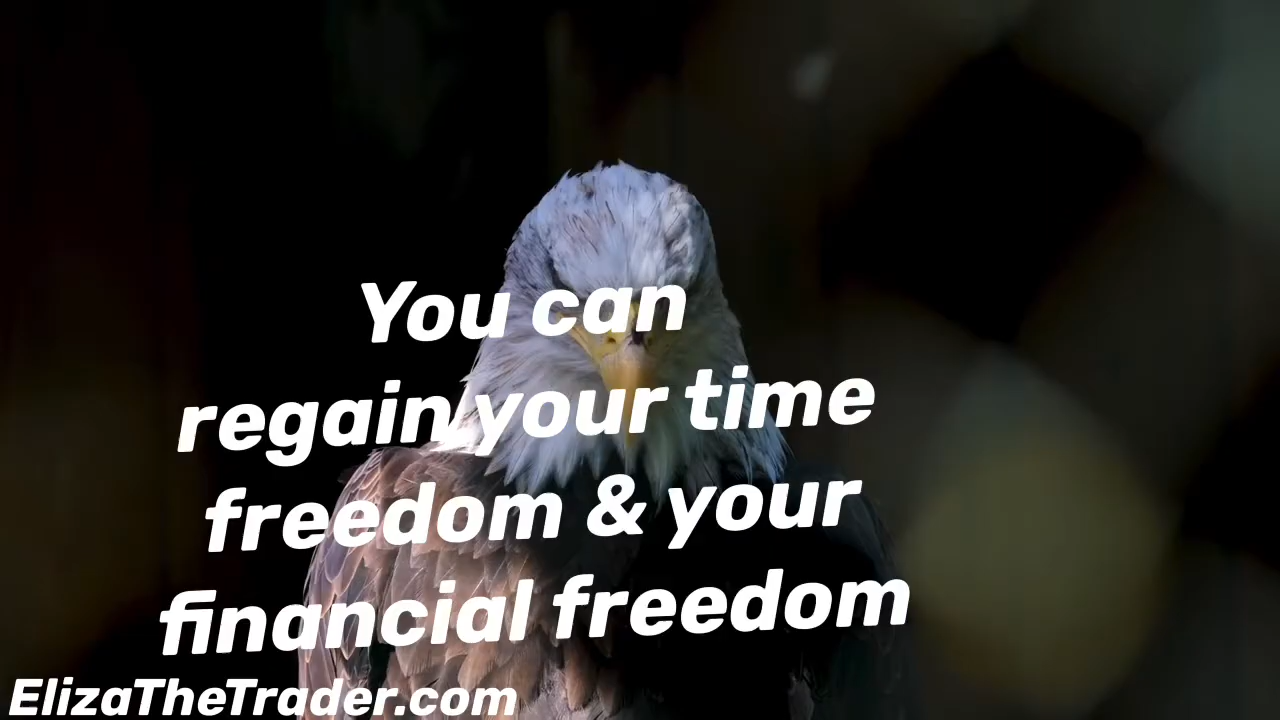 You can
regain your time
freedom & your
financial freedom
ElizaTheTrader.com